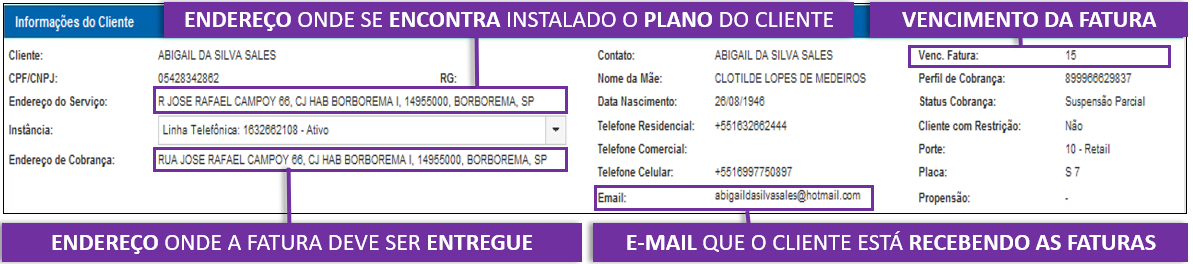 Informações do Cliente
ENDEREÇO ONDE SE ENCONTRA INSTALADO O PLANO DO CLIENTE
VENCIMENTO DA FATURA
Cliente: ABIGAIL DA SILVA SALES
CPF/CNPJ: 05428342862 RG:
Endereço do Serviço: R JOSE RAFAEL CAMPOY 66, CJ HAB BORBOREMA I, 14955000, BORBOREMA, SP
Instância: Linha Telefônica: 1632662108 - Ativo
Endereço de Cobrança: RUA JOSE RAFAEL CAMPOY 66, CJ HAB BORBOREMA I, 14955000, BORBOREMA, SP
Contato: ABIGAIL DA SILVA SALES
Nome da Mãe: CLOTILDE LOPES DE MEDEIROS
Data Nascimento: 26/08/1946
Telefone Residencial: +551632662444
Telefone Comercial:
Telefone Celular: +5516997750897
Email: abigaildasilvasales@hotmail.com
Venc. Fatura: 15
Perfil de Cobrança: 899966629837
Status Cobrança: Suspensão Parcial
Cliente com Restrição: Não
Porte: 10 - Retail
Placa: S 7
Propensão: -
ENDEREÇO ONDE A FATURA DEVE SER ENTREGUE
E-MAIL QUE O CLIENTE ESTÁ RECEBENDO AS FATURAS